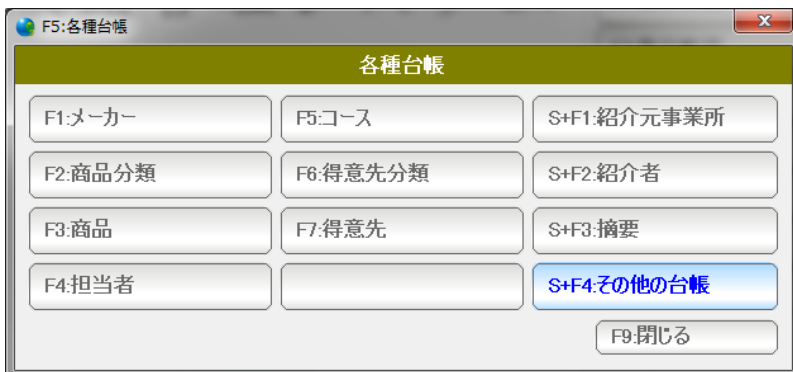 F5:各種台帳
各種台帳
F1:メーカー
F5:コース
S+F1:紹介元事業所
F2:商品分類
F6:得意先分類
S+F2:紹介者
F3:商品
F7:得意先
S+F3:摘要
F4:担当者
S+F4:その他の台帳
F9:閉じる